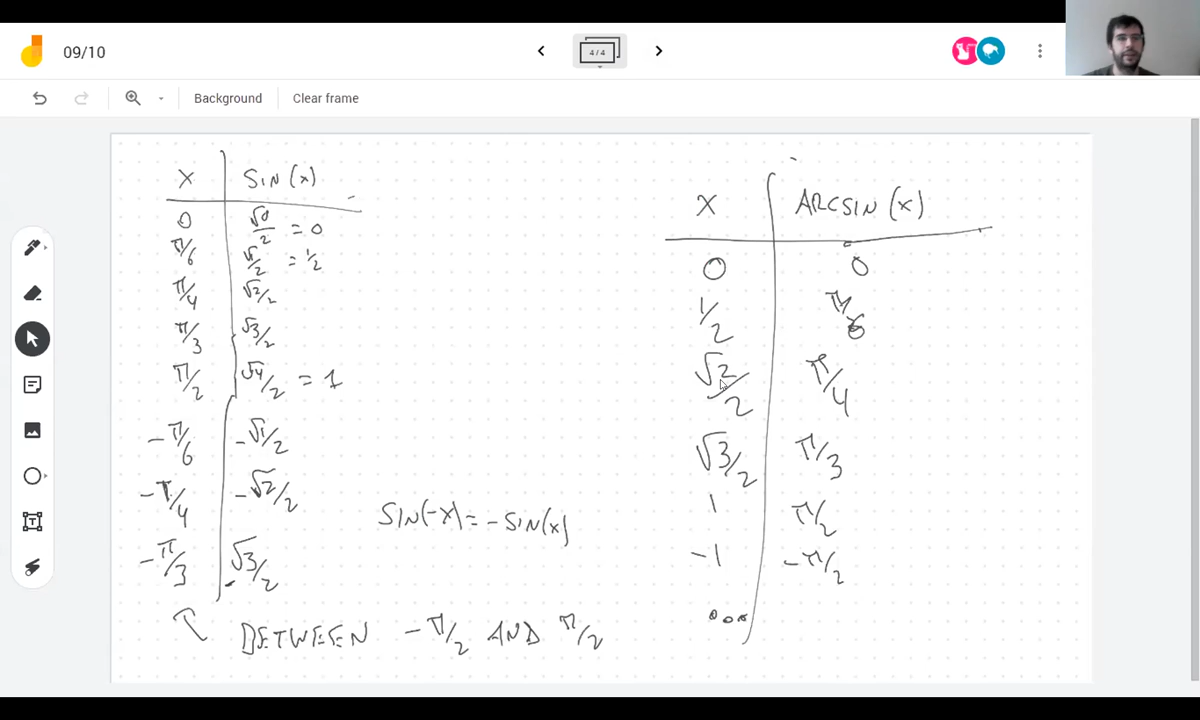 09/10
4/4
Background
Clear frame
x SIN(x)
0 √0/2 = 0
π/6 √1/2 = 1/2
π/4 √2/2
π/3 √3/2
π/2 √4/2 = 1
-π/6 -√1/2
-π/4 -√2/2
-π/3 -√3/2
SIN(-x) = -SIN(x)
BETWEEN -π/2 AND π/2
x ARCSIN(x)
0 0
1/2 π/6
√2/2 π/4
√3/2 π/3
1 π/2
-1 -π/2
...